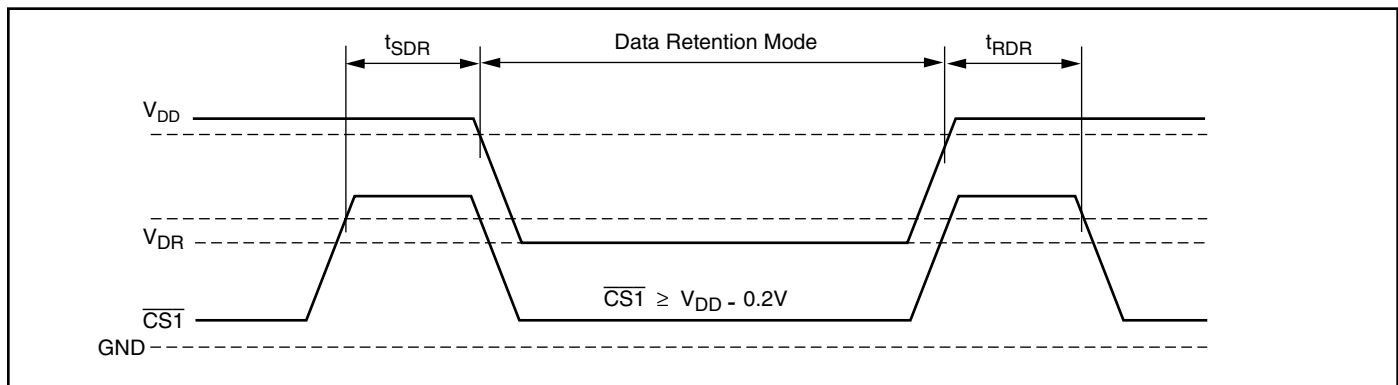 tSDR Data Retention Mode tRDR
VDD
VDR
CS1 ≥ VDD - 0.2V
CS1
GND